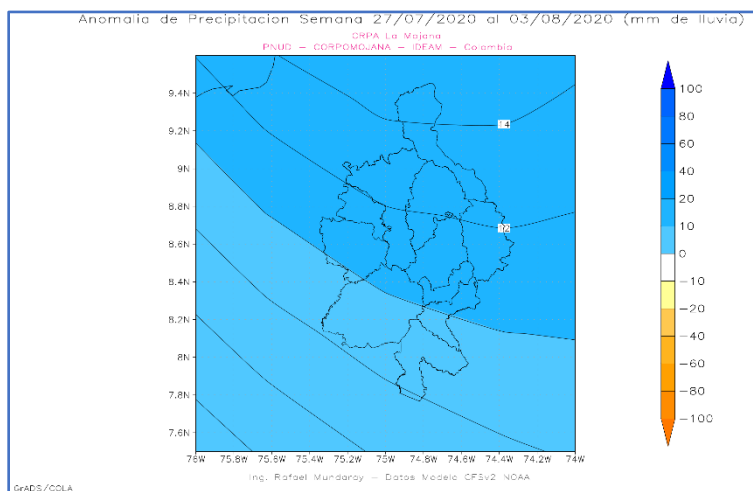 Anomalia de Precipitacion Semana 27/07/2020 al 03/08/2020 (mm de lluvia)
CRPA La Mojana
PNUD – CORPOMOJANA – IDEAM – Colombia
9.4N
9.2N
9N
8.8N
8.6N
8.4N
8.2N
8N
7.8N
7.6N
14
12
76W 75.8W 75.6W 75.4W 75.2W 75W 74.8W 74.6W 74.4W 74.2W 74W
100
80
60
40
20
10
0
−10
−20
−40
−60
−80
−100
Ing. Rafael Mundaray – Datos Modelo CFSv2 NOAA
GrADS/COLA